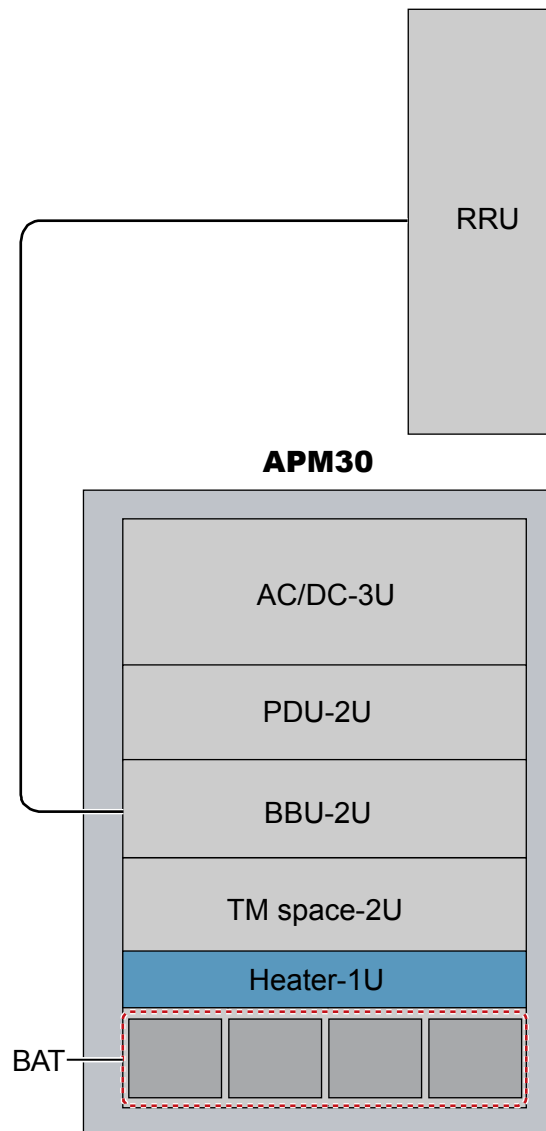 RRU
APM30
AC/DC-3U
PDU-2U
BBU-2U
TM space-2U
Heater-1U
BAT